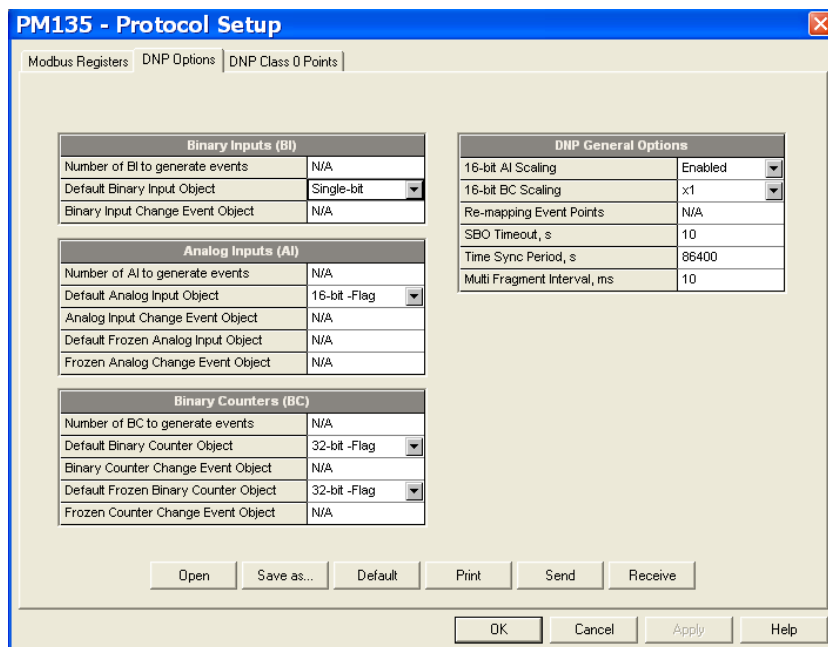 PM135 - Protocol Setup
Modbus Registers DNP Options DNP Class 0 Points
Binary Inputs (BI)
Number of BI to generate events N/A
Default Binary Input Object Single-bit
Binary Input Change Event Object N/A
Analog Inputs (AI)
Number of AI to generate events N/A
Default Analog Input Object 16-bit -Flag
Analog Input Change Event Object N/A
Default Frozen Analog Input Object N/A
Frozen Analog Change Event Object N/A
Binary Counters (BC)
Number of BC to generate events N/A
Default Binary Counter Object 32-bit -Flag
Binary Counter Change Event Object N/A
Default Frozen Binary Counter Object 32-bit -Flag
Frozen Counter Change Event Object N/A
DNP General Options
16-bit AI Scaling Enabled
16-bit BC Scaling x1
Re-mapping Event Points N/A
SBO Timeout, s 10
Time Sync Period, s 86400
Multi Fragment Interval, ms 10
Open Save as... Default Print Send Receive
OK Cancel Apply Help